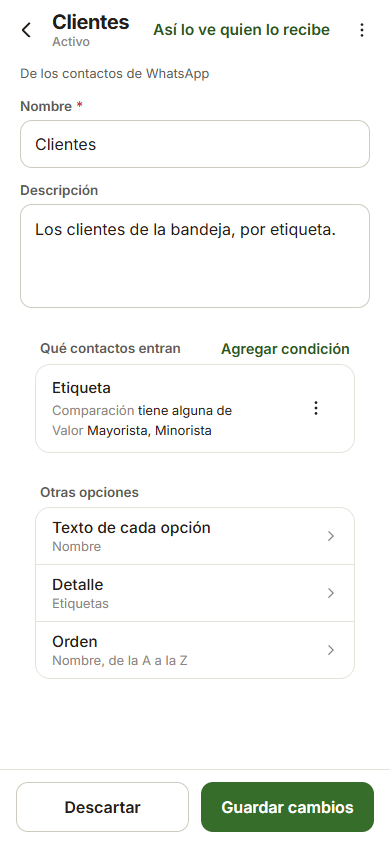 Clientes
Activo
Así lo ve quien lo recibe
De los contactos de WhatsApp
Nombre *
Clientes
Descripción
Los clientes de la bandeja, por etiqueta.
Qué contactos entran
Agregar condición
Etiqueta
Comparación tiene alguna de
Valor Mayorista, Minorista
Otras opciones
Texto de cada opción
Nombre
Detalle
Etiquetas
Orden
Nombre, de la A a la Z
Descartar
Guardar cambios